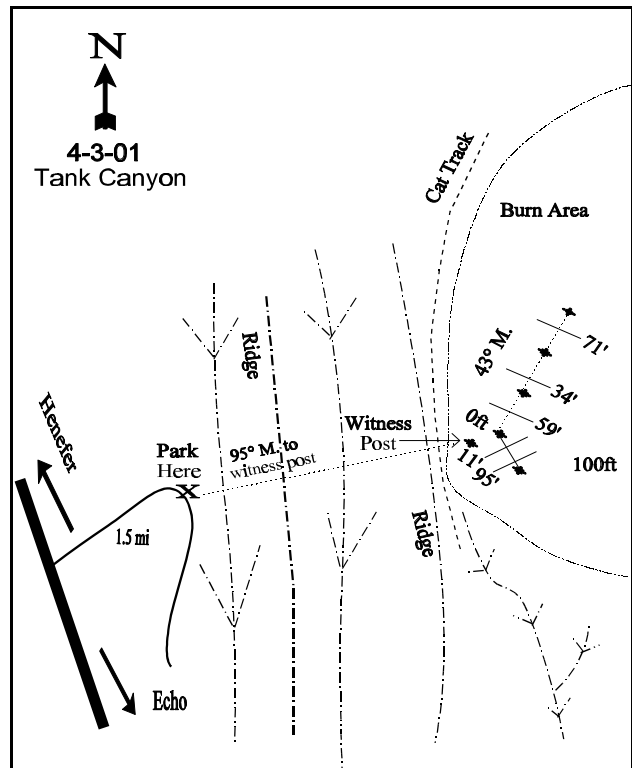 N
4-3-01
Tank Canyon
Cat Track
Burn Area
Ridge
43° M.
71'
34'
59'
0ft
11'
95'
100ft
Witness
Post
Henefer
Park
Here
X
95° M. to
witness post
1.5 mi
Ridge
Echo